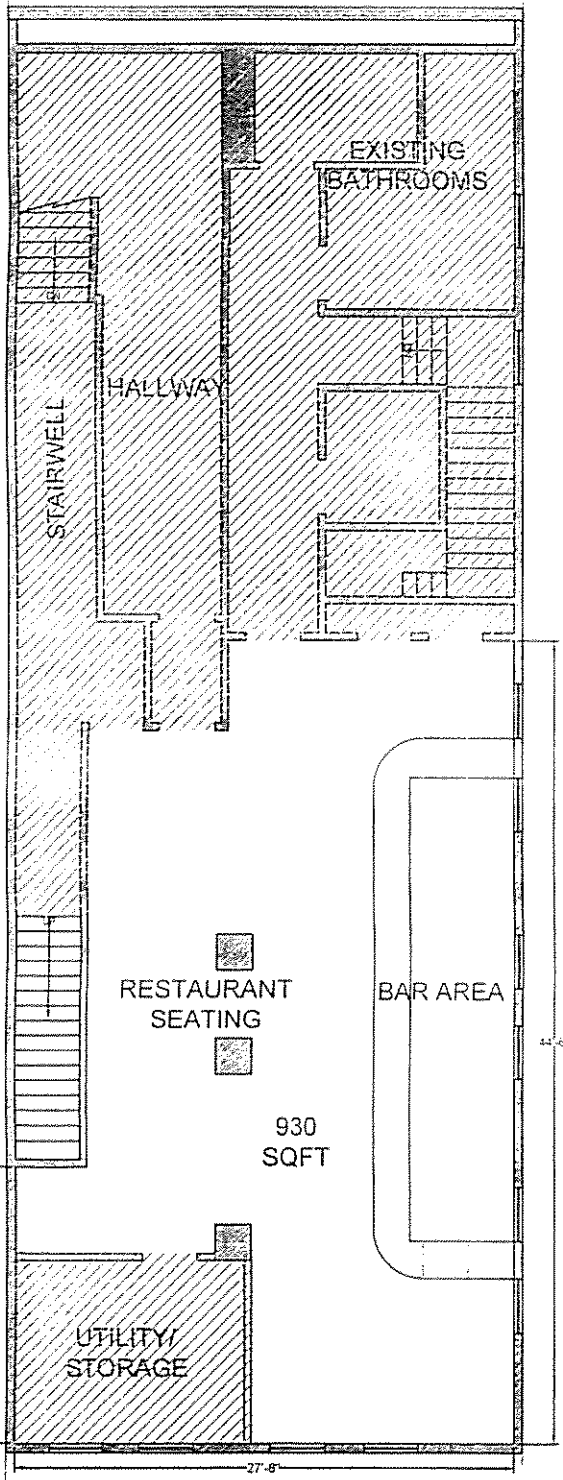 EXISTING
BATHROOMS
HALLWAY
STAIRWELL
RESTAURANT
SEATING
BAR AREA
930
SQFT
UTILITY/
STORAGE
27'-8"